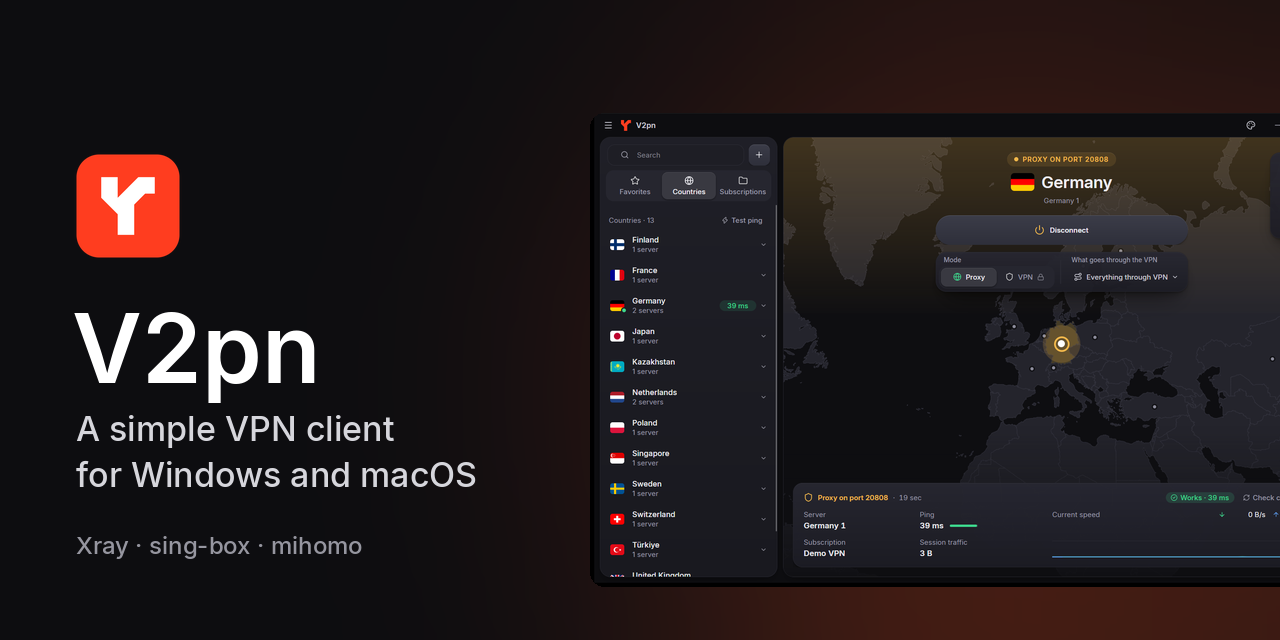 V2pn
A simple VPN client
for Windows and macOS
Xray · sing-box · mihomo
V2pn
Search
Favorites
Countries
Subscriptions
Countries · 13
Test ping
Finland
1 server
France
1 server
Germany
2 servers
39 ms
Japan
1 server
Kazakhstan
1 server
Netherlands
2 servers
Poland
1 server
Singapore
1 server
Sweden
1 server
Switzerland
1 server
Türkiye
1 server
United Kingdom
PROXY ON PORT 20808
Germany
Germany 1
Disconnect
Mode
Proxy
VPN
What goes through the VPN
Everything through VPN
Proxy on port 20808 · 19 sec
Works · 39 ms
Check c
Server
Germany 1
Ping
39 ms
Current speed
0 B/s
Subscription
Demo VPN
Session traffic
3 B